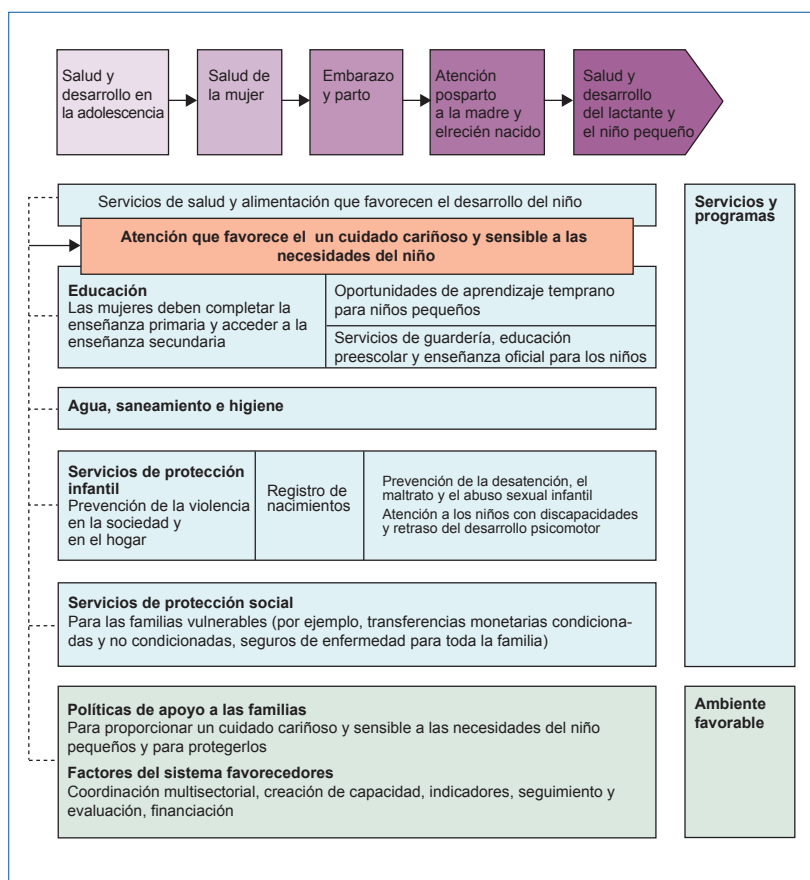 Salud y
desarrollo en
la adolescencia
Salud de
la mujer
Embarazo
y parto
Atención
posparto
a la madre y
elrecién nacido
Salud y
desarrollo
del lactante y
el niño pequeño
Servicios de salud y alimentación que favorecen el desarrollo del niño
Atención que favorece el un cuidado cariñoso y sensible a las
necesidades del niño
Educación
Las mujeres deben completar la
enseñanza primaria y acceder a la
enseñanza secundaria
Oportunidades de aprendizaje temprano
para niños pequeños
Servicios de guardería, educación
preescolar y enseñanza oficial para los niños
Agua, saneamiento e higiene
Servicios de protección
infantil
Prevención de la violencia
en la sociedad y
en el hogar
Registro de
nacimientos
Prevención de la desatención, el
maltrato y el abuso sexual infantil
Atención a los niños con discapacidades
y retraso del desarrollo psicomotor
Servicios de protección social
Para las familias vulnerables (por ejemplo, transferencias monetarias condiciona-
das y no condicionadas, seguros de enfermedad para toda la familia)
Servicios y
programas
Políticas de apoyo a las familias
Para proporcionar un cuidado cariñoso y sensible a las necesidades del niño
pequeños y para protegerlos
Factores del sistema favorecedores
Coordinación multisectorial, creación de capacidad, indicadores, seguimiento y
evaluación, financiación
Ambiente
favorable